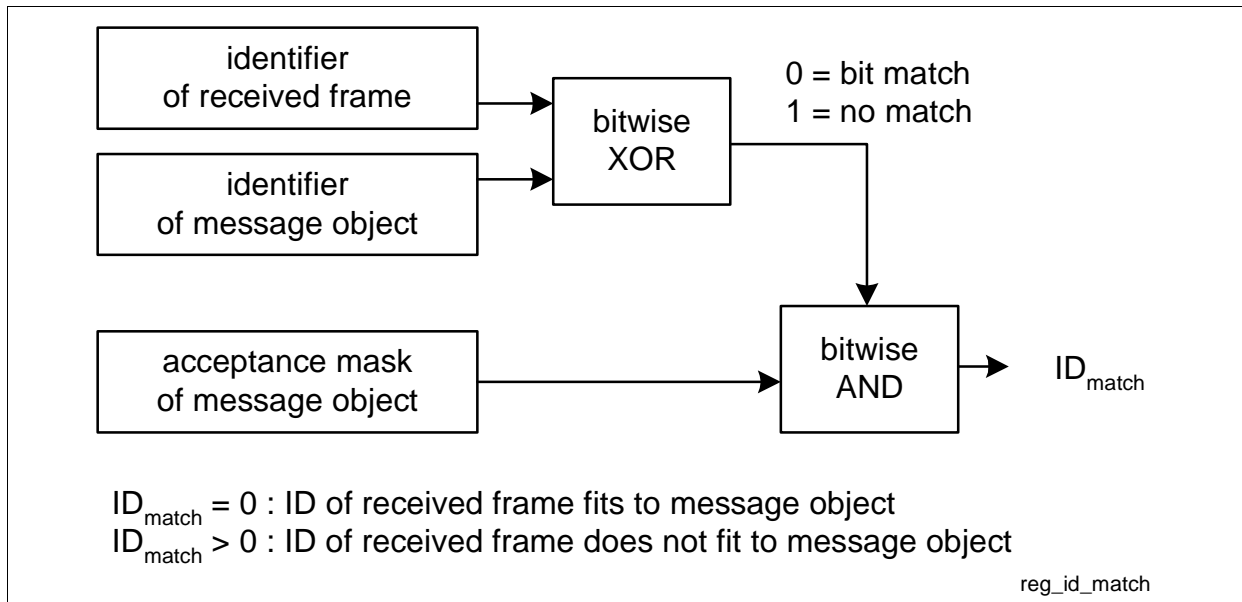 identifier
of received frame
identifier
of message object
bitwise
XOR
0 = bit match
1 = no match
acceptance mask
of message object
bitwise
AND
ID_match
ID_match = 0 : ID of received frame fits to message object
ID_match > 0 : ID of received frame does not fit to message object
reg_id_match